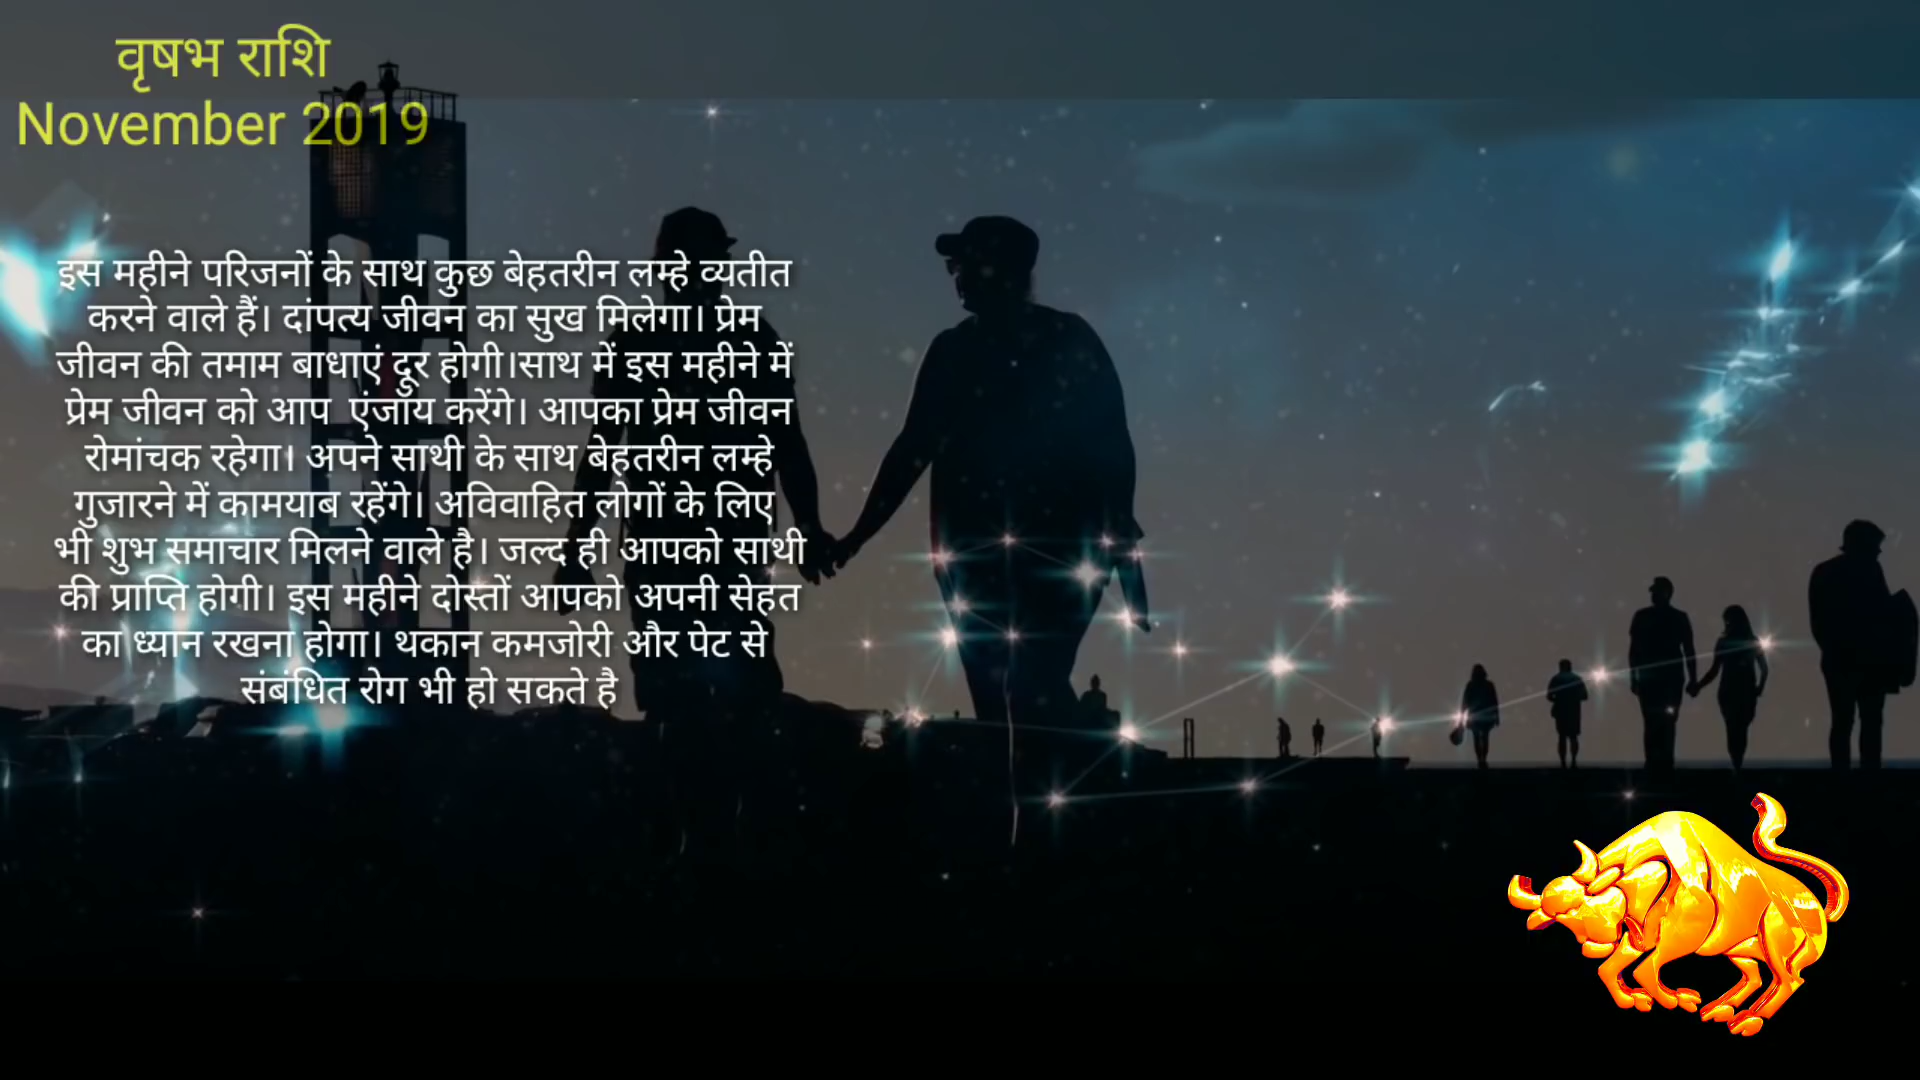 वृषभ राशि
November 2019
इस महीने परिजनों के साथ कुछ बेहतरीन लम्हे व्यतीत
करने वाले हैं। दांपत्य जीवन का सुख मिलेगा। प्रेम
जीवन की तमाम बाधाएं दूर होगी।साथ में इस महीने में
प्रेम जीवन को आप एंजॉय करेंगे। आपका प्रेम जीवन
रोमांचक रहेगा। अपने साथी के साथ बेहतरीन लम्हे
गुजारने में कामयाब रहेंगे। अविवाहित लोगों के लिए
भी शुभ समाचार मिलने वाले है। जल्द ही आपको साथी
की प्राप्ति होगी। इस महीने दोस्तों आपको अपनी सेहत
का ध्यान रखना होगा। थकान कमजोरी और पेट से
संबंधित रोग भी हो सकते है